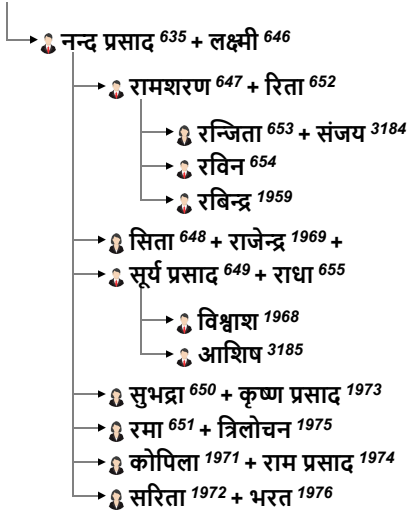 नन्द प्रसाद 635 + लक्ष्मी 646
रामशरण 647 + रिता 652
रन्जिता 653 + संजय 3184
रविन 654
रबिन्द्र 1959
सिता 648 + राजेन्द्र 1969 +
सूर्य प्रसाद 649 + राधा 655
विश्वाश 1968
आशिष 3185
सुभद्रा 650 + कृष्ण प्रसाद 1973
रमा 651 + त्रिलोचन 1975
कोपिला 1971 + राम प्रसाद 1974
सरिता 1972 + भरत 1976